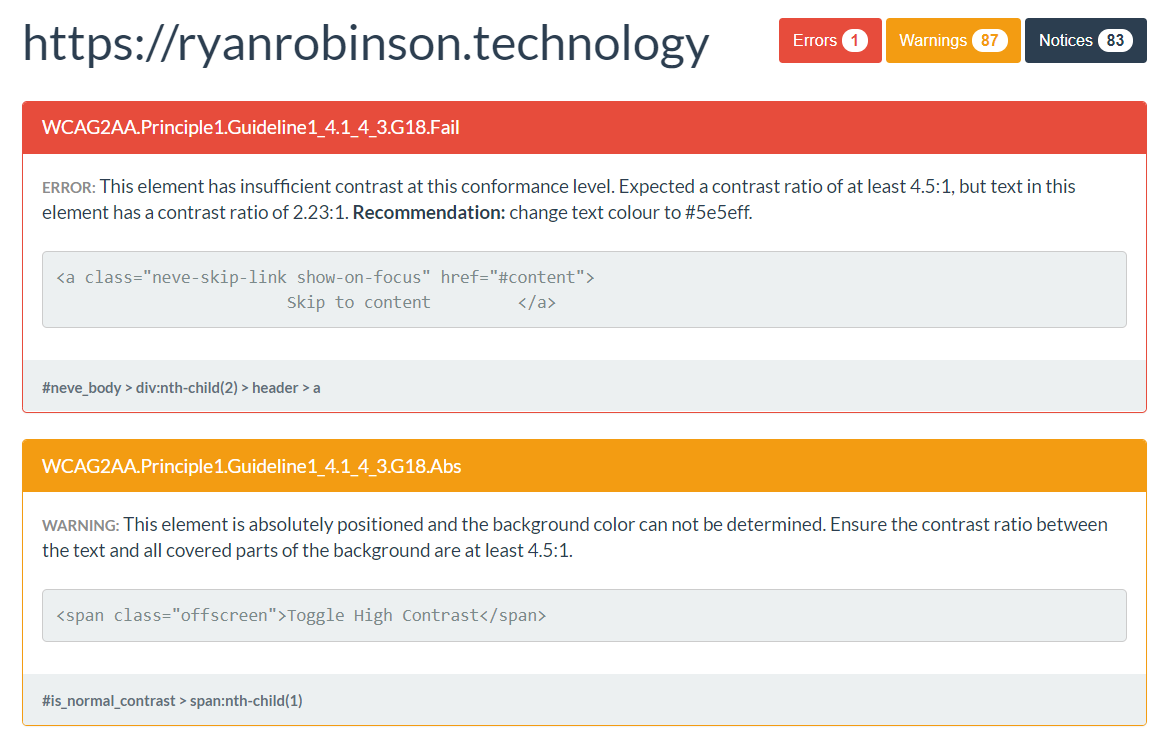 https://ryanrobinson.technology
Errors 1 Warnings 87 Notices 83
WCAG2AA.Principle1.Guideline1_4.1_4_3.G18.Fail
ERROR: This element has insufficient contrast at this conformance level. Expected a contrast ratio of at least 4.5:1, but text in this
element has a contrast ratio of 2.23:1. Recommendation: change text colour to #5e5eff.
<a class="neve-skip-link show-on-focus" href="#content">
Skip to content </a>
#neve_body > div:nth-child(2) > header > a
WCAG2AA.Principle1.Guideline1_4.1_4_3.G18.Abs
WARNING: This element is absolutely positioned and the background color can not be determined. Ensure the contrast ratio between
the text and all covered parts of the background are at least 4.5:1.
<span class="offscreen">Toggle High Contrast</span>
#is_normal_contrast > span:nth-child(1)